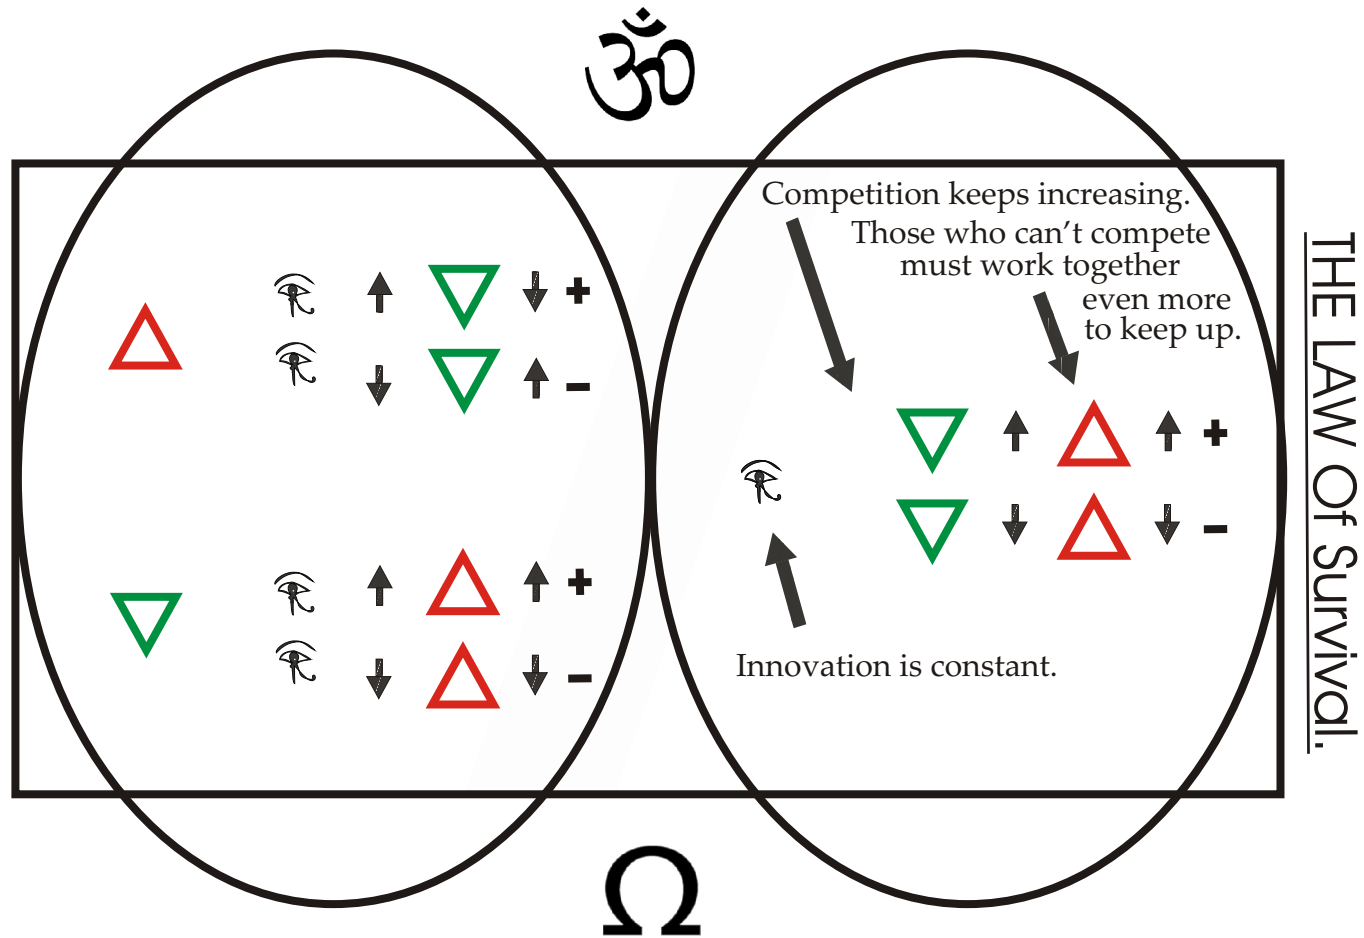 ॐ
Competition keeps increasing.
Those who can’t compete
must work together
even more
to keep up.
+
−
+
−
+
−
Innovation is constant.
THE LAW Of Survival.
Ω